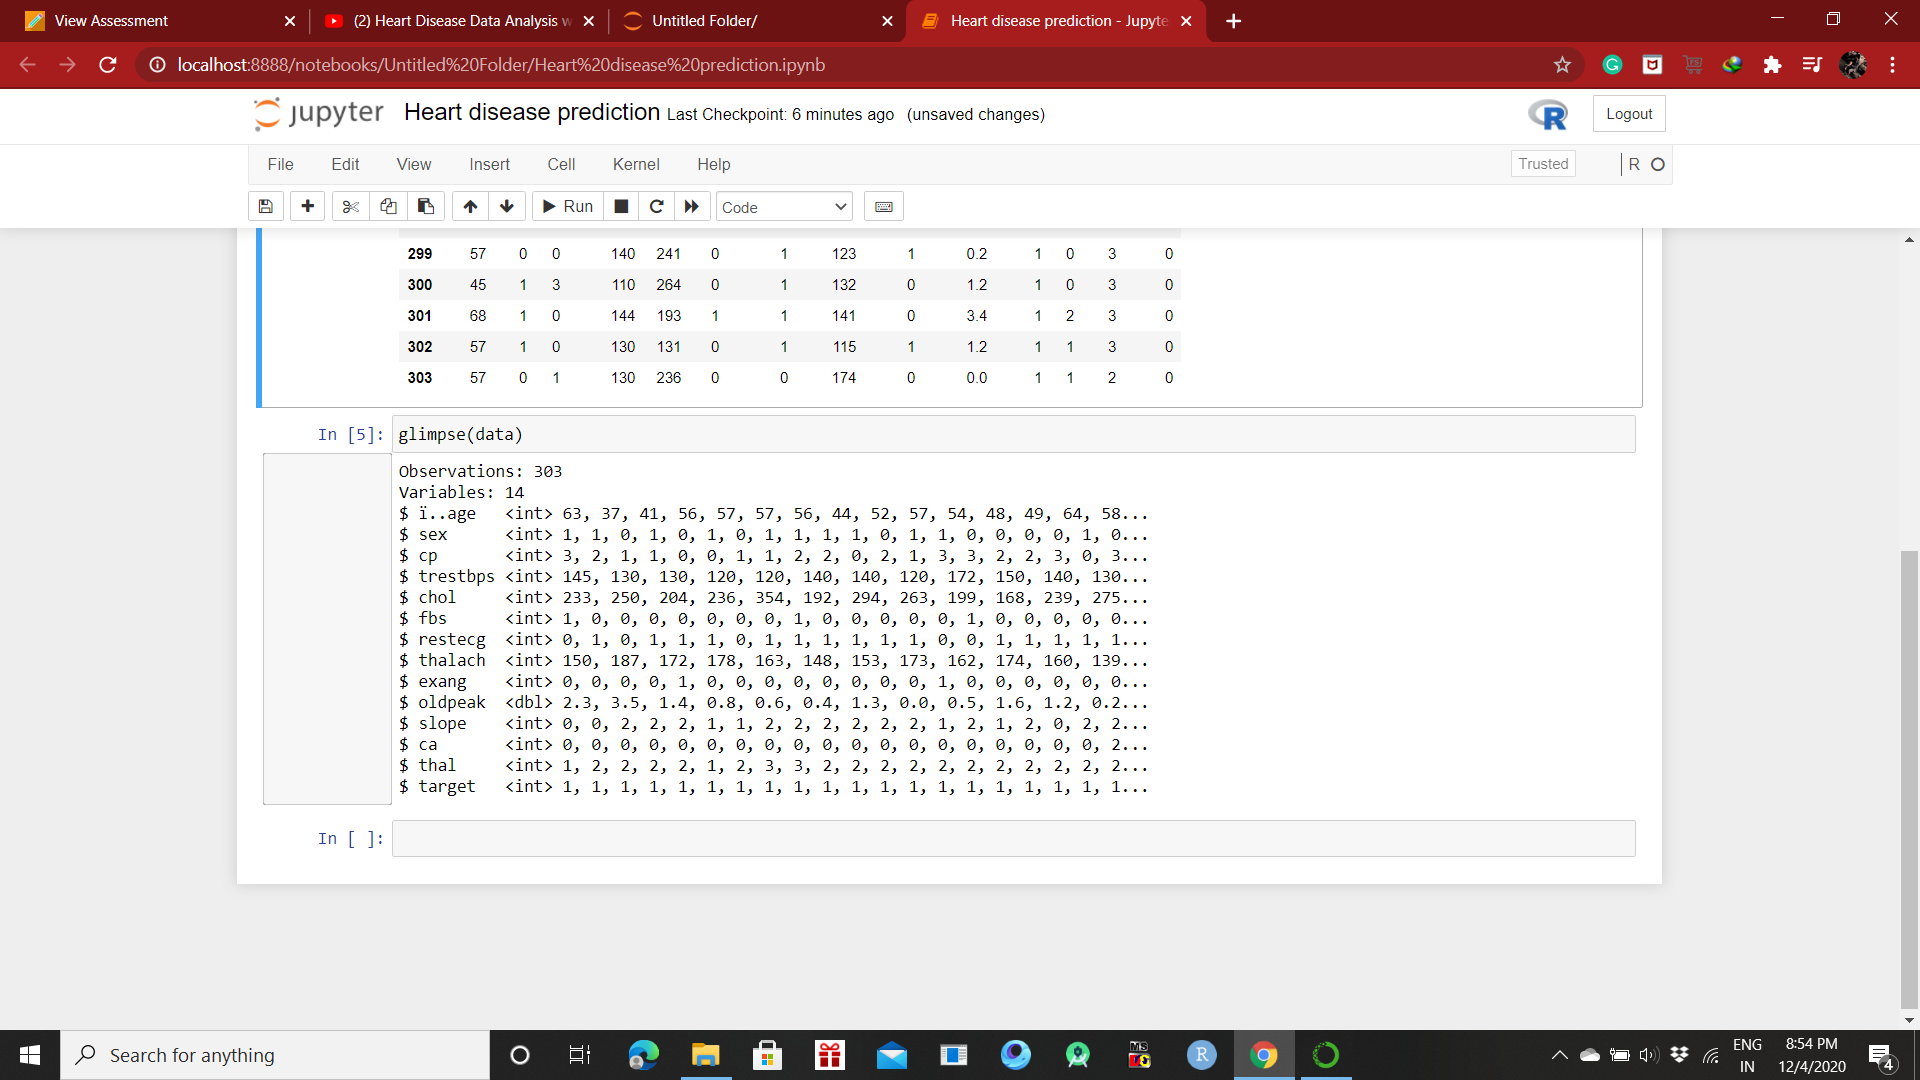 View Assessment
(2) Heart Disease Data Analysis w
Untitled Folder/
Heart disease prediction - Jupyte
localhost:8888/notebooks/Untitled%20Folder/Heart%20disease%20prediction.ipynb
jupyter Heart disease prediction Last Checkpoint: 6 minutes ago (unsaved changes)
R
Logout
File Edit View Insert Cell Kernel Help
Trusted
R
Run
Code
299 57 0 0 140 241 0 1 123 1 0.2 1 0 3 0
300 45 1 3 110 264 0 1 132 0 1.2 1 0 3 0
301 68 1 0 144 193 1 1 141 0 3.4 1 2 3 0
302 57 1 0 130 131 0 1 115 1 1.2 1 1 3 0
303 57 0 1 130 236 0 0 174 0 0.0 1 1 2 0
In [5]: glimpse(data)
Observations: 303
Variables: 14
$ ï..age <int> 63, 37, 41, 56, 57, 57, 56, 44, 52, 57, 54, 48, 49, 64, 58...
$ sex <int> 1, 1, 0, 1, 0, 1, 0, 1, 1, 1, 1, 0, 1, 1, 0, 0, 0, 0, 1, 0...
$ cp <int> 3, 2, 1, 1, 0, 0, 1, 1, 2, 2, 0, 2, 1, 3, 3, 2, 2, 3, 0, 3...
$ trestbps <int> 145, 130, 130, 120, 120, 140, 140, 120, 172, 150, 140, 130...
$ chol <int> 233, 250, 204, 236, 354, 192, 294, 263, 199, 168, 239, 275...
$ fbs <int> 1, 0, 0, 0, 0, 0, 0, 0, 1, 0, 0, 0, 0, 0, 1, 0, 0, 0, 0, 0...
$ restecg <int> 0, 1, 0, 1, 1, 1, 0, 1, 1, 1, 1, 1, 1, 0, 0, 1, 1, 1, 1, 1...
$ thalach <int> 150, 187, 172, 178, 163, 148, 153, 173, 162, 174, 160, 139...
$ exang <int> 0, 0, 0, 0, 1, 0, 0, 0, 0, 0, 0, 0, 0, 1, 0, 0, 0, 0, 0, 0...
$ oldpeak <dbl> 2.3, 3.5, 1.4, 0.8, 0.6, 0.4, 1.3, 0.0, 0.5, 1.6, 1.2, 0.2...
$ slope <int> 0, 0, 2, 2, 2, 1, 1, 2, 2, 2, 2, 2, 2, 1, 2, 1, 2, 0, 2, 2...
$ ca <int> 0, 0, 0, 0, 0, 0, 0, 0, 0, 0, 0, 0, 0, 0, 0, 0, 0, 0, 0, 2...
$ thal <int> 1, 2, 2, 2, 2, 1, 2, 3, 3, 2, 2, 2, 2, 2, 2, 2, 2, 2, 2, 2...
$ target <int> 1, 1, 1, 1, 1, 1, 1, 1, 1, 1, 1, 1, 1, 1, 1, 1, 1, 1, 1, 1...
In [ ]:
Search for anything
R
ENG
IN
8:54 PM
12/4/2020
4